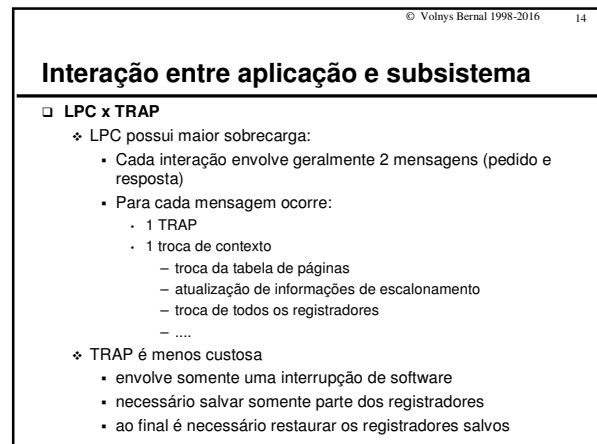 © Volnys Bernal 1998-2016 14
Interação entre aplicação e subsistema
❑ LPC x TRAP
❖ LPC possui maior sobrecarga:
▪ Cada interação envolve geralmente 2 mensagens (pedido e
resposta)
▪ Para cada mensagem ocorre:
• 1 TRAP
• 1 troca de contexto
– troca da tabela de páginas
– atualização de informações de escalonamento
– troca de todos os registradores
– ....
❖ TRAP é menos custosa
▪ envolve somente uma interrupção de software
▪ necessário salvar somente parte dos registradores
▪ ao final é necessário restaurar os registradores salvos